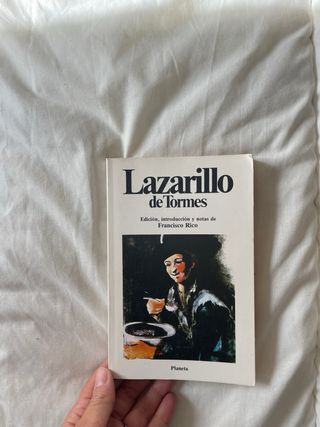 Lazarillo
de Tormes
Edición, introducción y notas de
Francisco Rico
Planeta